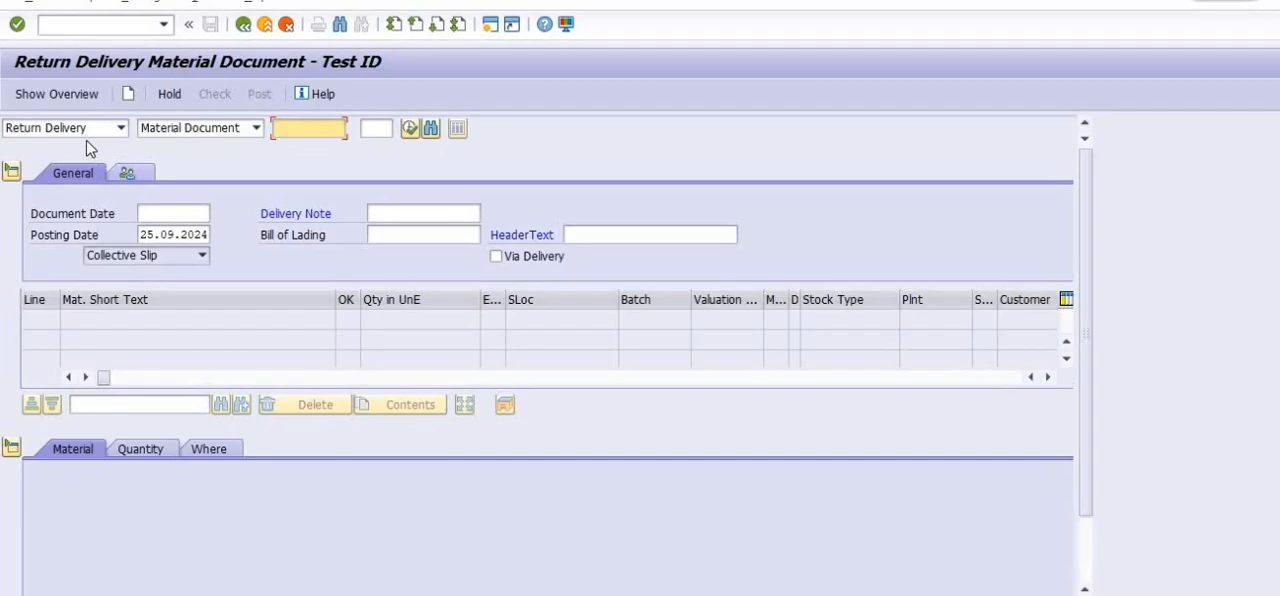 Return Delivery Material Document - Test ID
Show Overview Hold Check Post Help
Return Delivery Material Document
General
Document Date Delivery Note
Posting Date 25.09.2024 Bill of Lading HeaderText
Collective Slip Via Delivery
Line Mat. Short Text OK Qty in UnE E... SLoc Batch Valuation ... M... D Stock Type Plnt S... Customer
Delete Contents
Material Quantity Where